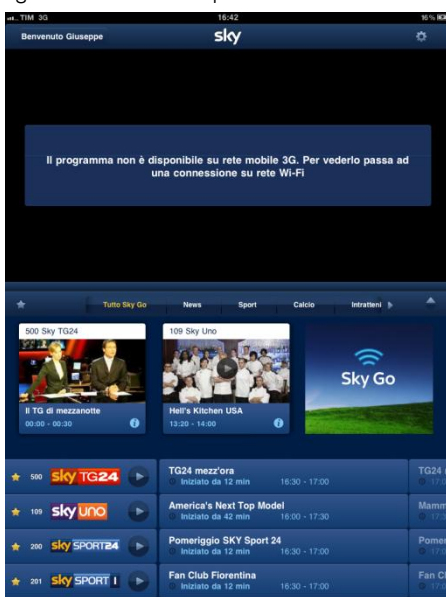 TIM 3G 16:42 16%
Benvenuto Giuseppe sky
Il programma non è disponibile su rete mobile 3G. Per vederlo passa ad
una connessione su rete Wi-Fi
Tutto Sky Go News Sport Calcio Intratteni
500 Sky TG24
Il TG di mezzanotte
00:00 - 00:30
109 Sky Uno
Hell's Kitchen USA
13:20 - 14:00
Sky Go
500 sky TG24
TG24 mezz'ora
Iniziato da 12 min 16:30 - 17:00
TG24
109 sky uno
America's Next Top Model
Iniziato da 42 min 16:00 - 17:30
Mamm
200 sky SPORT24
Pomeriggio SKY Sport 24
Iniziato da 12 min 16:30 - 17:00
Pomer
201 sky SPORT 1
Fan Club Fiorentina
Iniziato da 12 min 16:30 - 17:00
Fan C